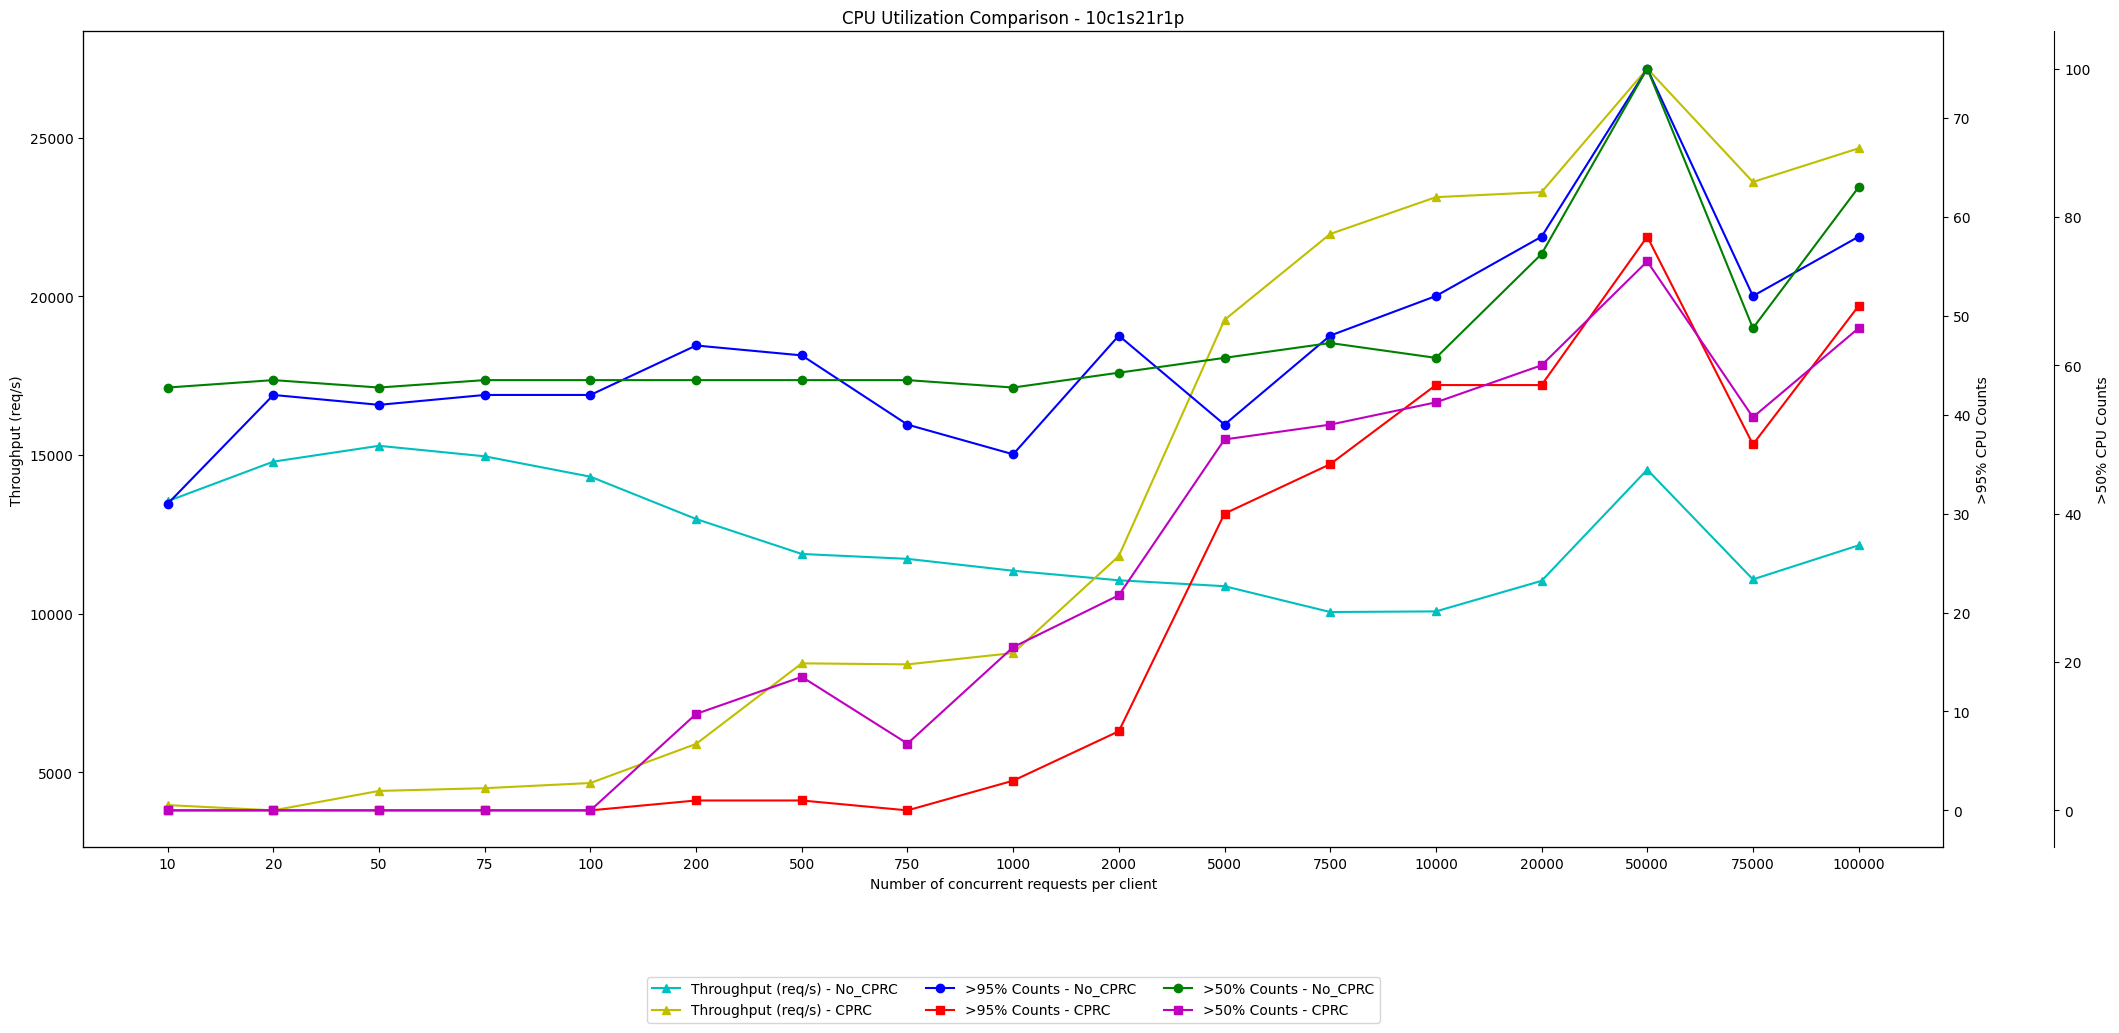 CPU Utilization Comparison - 10c1s21r1p
Throughput (req/s)
25000
20000
15000
10000
5000
70
60
50
40
30
20
10
0
>95% CPU Counts
100
80
60
40
20
0
>50% CPU Counts
10 20 50 75 100 200 500 750 1000 2000 5000 7500 10000 20000 50000 75000 100000
Number of concurrent requests per client
Throughput (req/s) - No_CPRC >95% Counts - No_CPRC >50% Counts - No_CPRC
Throughput (req/s) - CPRC >95% Counts - CPRC >50% Counts - CPRC